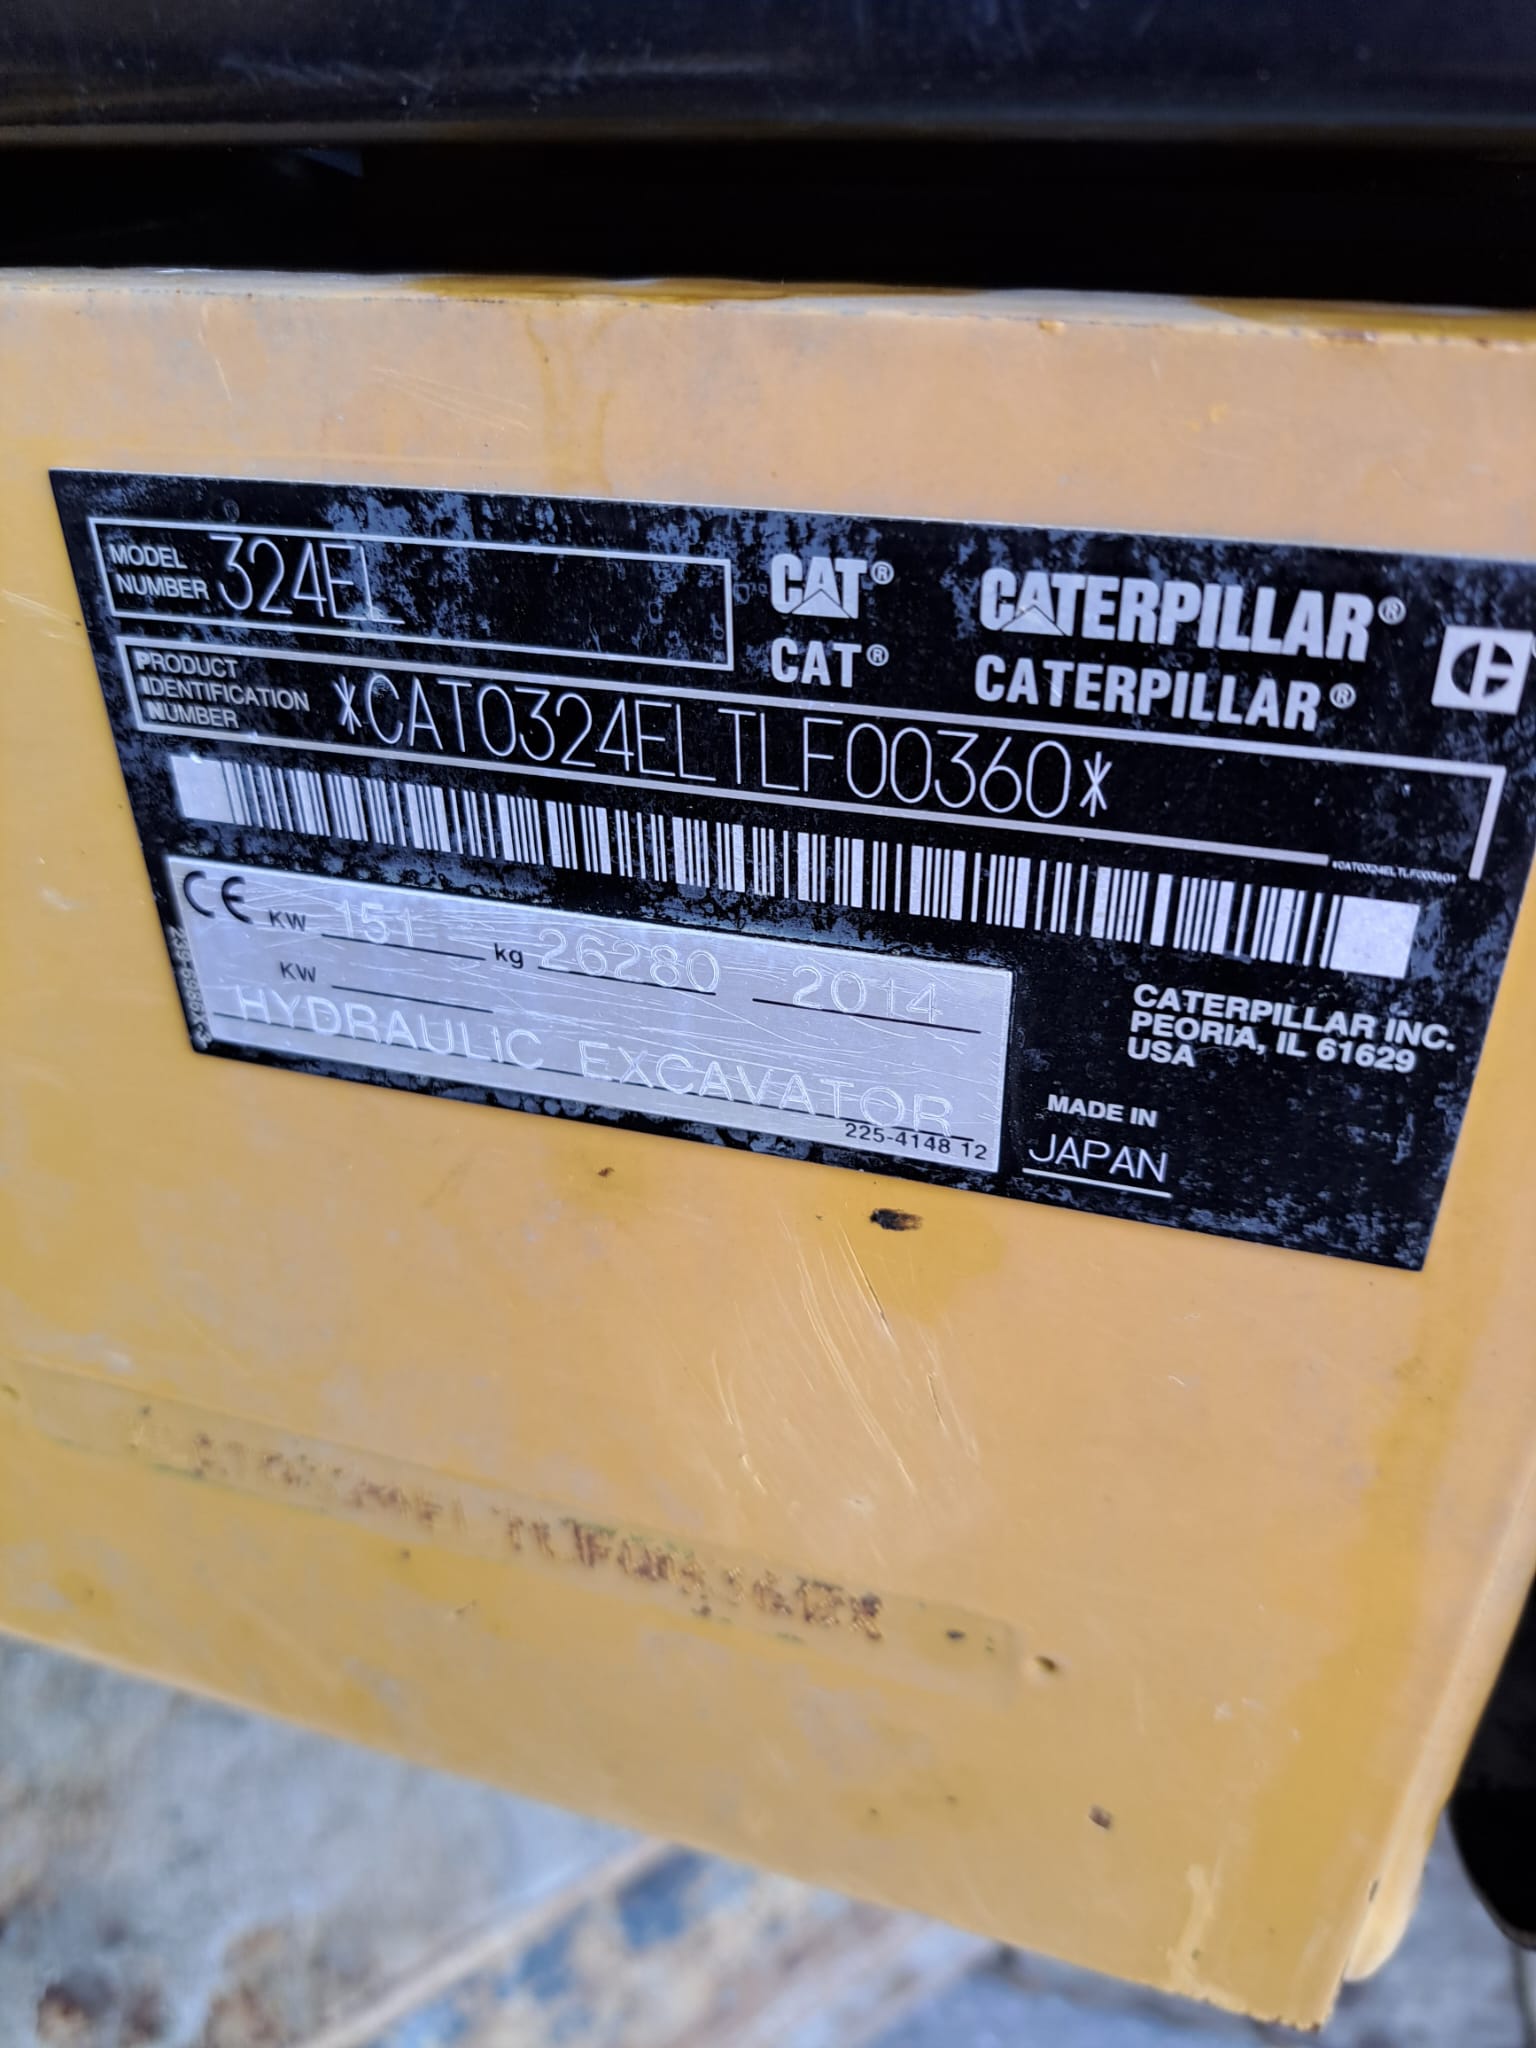 MODEL NUMBER 324EL
CAT® CATERPILLAR®
CAT® CATERPILLAR®
PRODUCT IDENTIFICATION NUMBER *CAT0324ELTLF00360*
*CAT0324ELTLF00360*
CE KW 151 kg 26280 2014
KW
HYDRAULIC EXCAVATOR
225-4148 12
CATERPILLAR INC.
PEORIA, IL 61629
USA
MADE IN
JAPAN